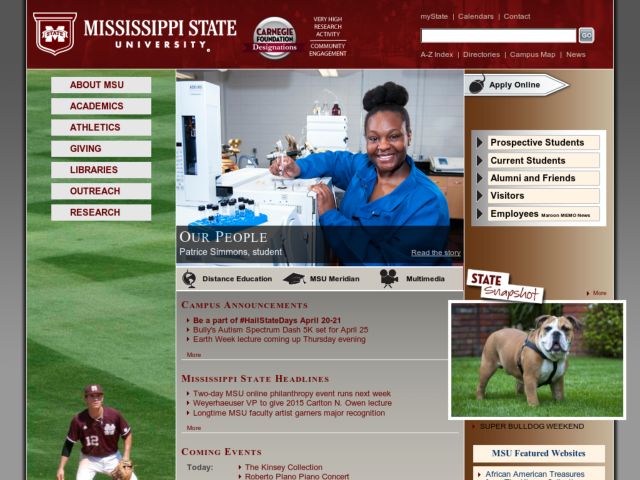 MISSISSIPPI STATE
UNIVERSITY
CARNEGIE
FOUNDATION
Designations
VERY HIGH
RESEARCH
ACTIVITY
COMMUNITY
ENGAGEMENT
myState | Calendars | Contact
GO
A-Z Index | Directories | Campus Map | News
ABOUT MSU
ACADEMICS
ATHLETICS
GIVING
LIBRARIES
OUTREACH
RESEARCH
OUR PEOPLE
Patrice Simmons, student
Read the story
Distance Education
MSU Meridian
Multimedia
CAMPUS ANNOUNCEMENTS
Be a part of #HailStateDays April 20-21
Bully's Autism Spectrum Dash 5K set for April 25
Earth Week lecture coming up Thursday evening
More
MISSISSIPPI STATE HEADLINES
Two-day MSU online philanthropy event runs next week
Weyerhaeuser VP to give 2015 Carlton N. Owen lecture
Longtime MSU faculty artist garners major recognition
More
COMING EVENTS
Today:
The Kinsey Collection
Roberto Piano Piano Concert
Apply Online
Prospective Students
Current Students
Alumni and Friends
Visitors
Employees Maroon MEMO News
STATE
Snapshot
More
SUPER BULLDOG WEEKEND
MSU Featured Websites
African American Treasures
12